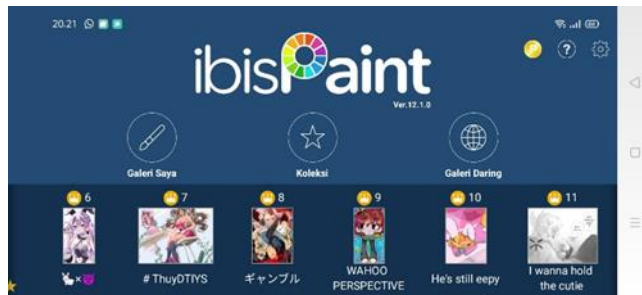 20.21
ibisPaint
Ver.12.1.0
Galeri Saya
Koleksi
Galeri Daring
6
7
8
9
10
11
# ThuyDTIYS
ギャンブル
WAHOO
PERSPECTIVE
He's still eepy
I wanna hold
the cutie